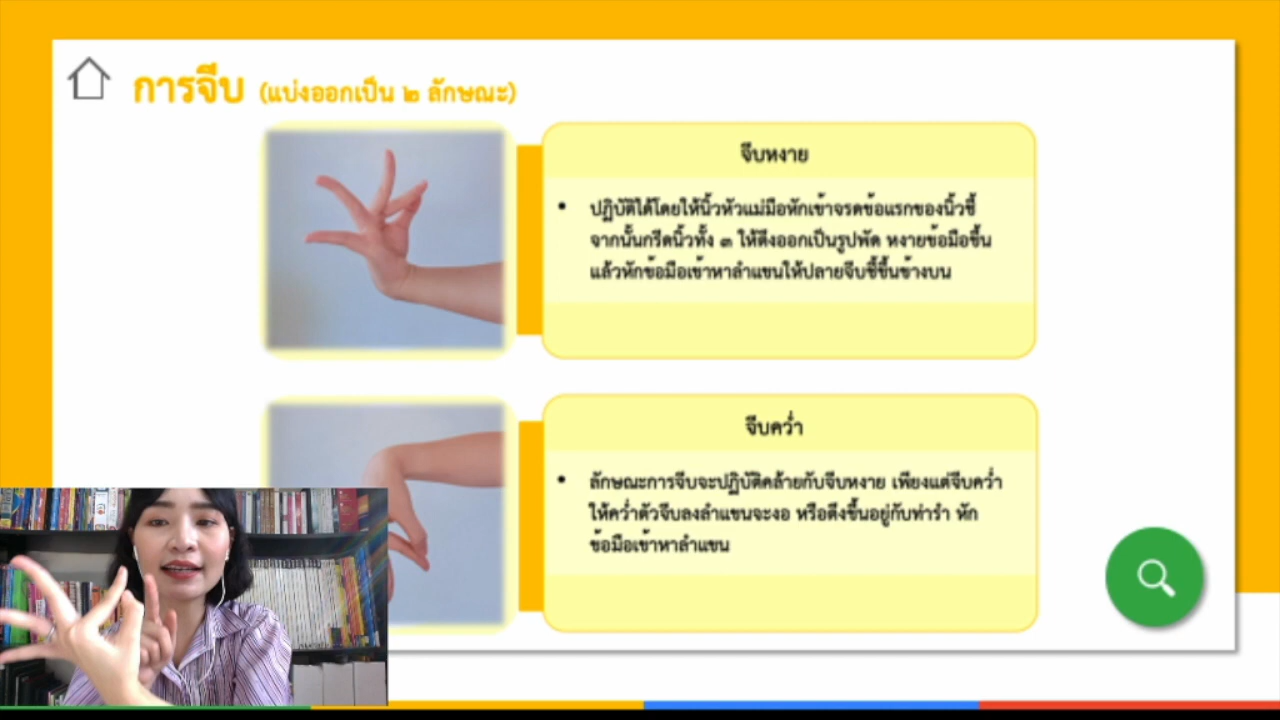 การจีบ (แบ่งออกเป็น ๒ ลักษณะ)
จีบหงาย
• ปฏิบัติได้โดยให้นิ้วหัวแม่มือหักเข้าจรดข้อแรกของนิ้วชี้
จากนั้นกรีดนิ้วทั้ง ๓ ให้ตึงออกเป็นรูปพัด หงายข้อมือขึ้น
แล้วหักข้อมือเข้าหาลำแขนให้ปลายจีบชี้ขึ้นข้างบน
จีบคว่ำ
• ลักษณะการจีบจะปฏิบัติคล้ายกับจีบหงาย เพียงแต่จีบคว่ำ
ให้คว่ำตัวจีบลงลำแขนจะงอ หรือตึงขึ้นอยู่กับท่ารำ หัก
ข้อมือเข้าหาลำแขน